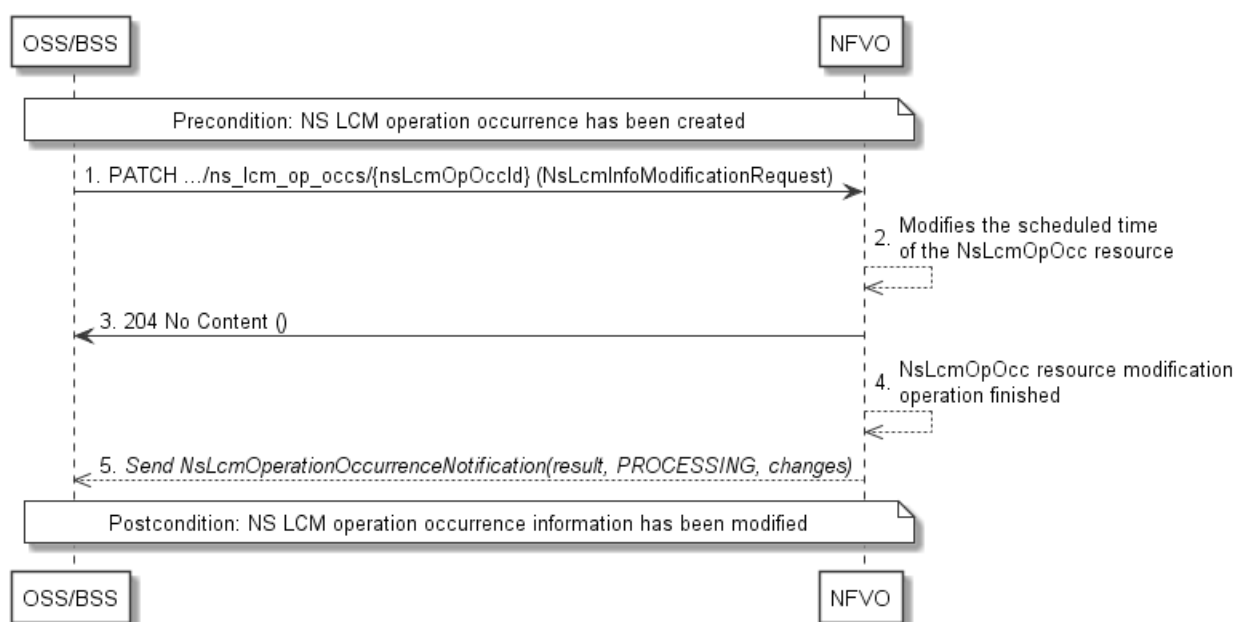 OSS/BSS NFVO
Precondition: NS LCM operation occurrence has been created
1. PATCH .../ns_lcm_op_occs/{nsLcmOpOccId} (NsLcmInfoModificationRequest)
2. Modifies the scheduled time
of the NsLcmOpOcc resource
3. 204 No Content ()
4. NsLcmOpOcc resource modification
operation finished
5. Send NsLcmOperationOccurrenceNotification(result, PROCESSING, changes)
Postcondition: NS LCM operation occurrence information has been modified
OSS/BSS NFVO